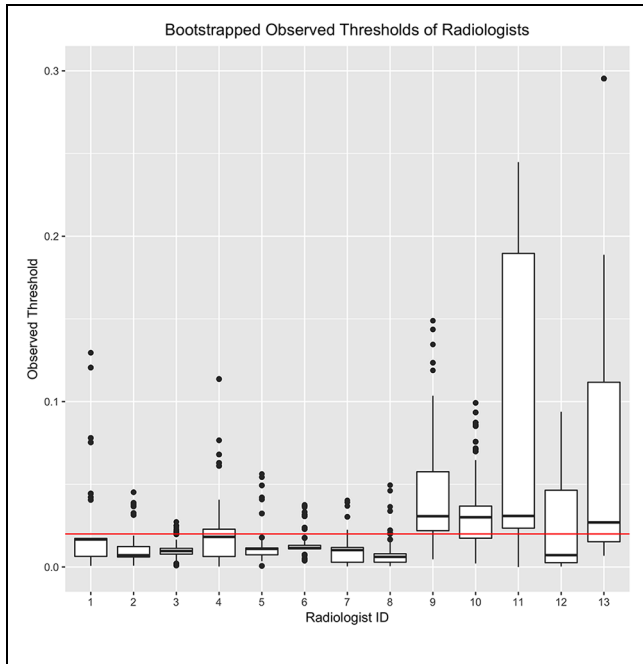 Bootstrapped Observed Thresholds of Radiologists
Observed Threshold
0.3
0.2
0.1
0.0
1 2 3 4 5 6 7 8 9 10 11 12 13
Radiologist ID